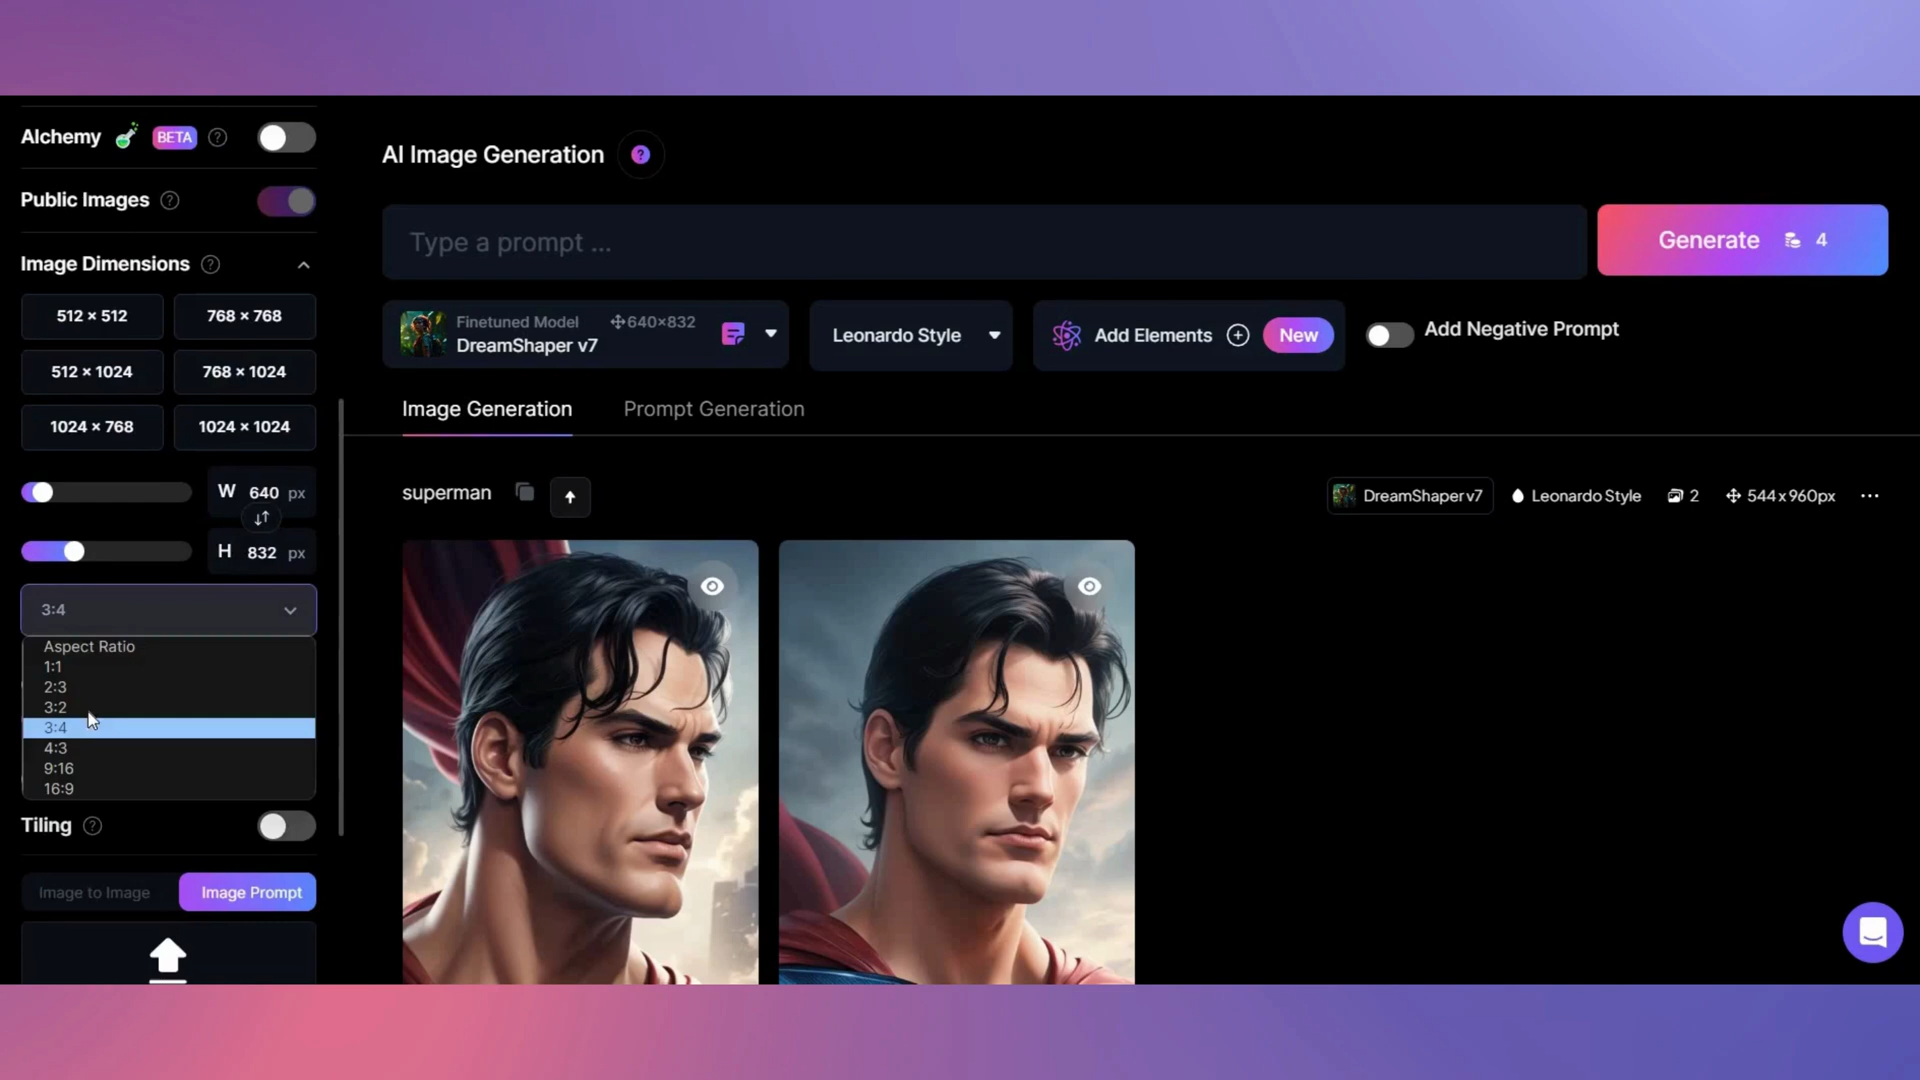 Alchemy BETA ?
Public Images ?
Image Dimensions ?
512 × 512
768 × 768
512 × 1024
768 × 1024
1024 × 768
1024 × 1024
W 640 px
H 832 px
3:4
Aspect Ratio
1:1
2:3
3:2
3:4
4:3
9:16
16:9
Tiling ?
Image to Image
Image Prompt
AI Image Generation ?
Type a prompt ...
Generate 4
Finetuned Model 640×832
DreamShaper v7
Leonardo Style
Add Elements
New
Add Negative Prompt
Image Generation
Prompt Generation
superman
DreamShaper v7
Leonardo Style
2
544 x 960px